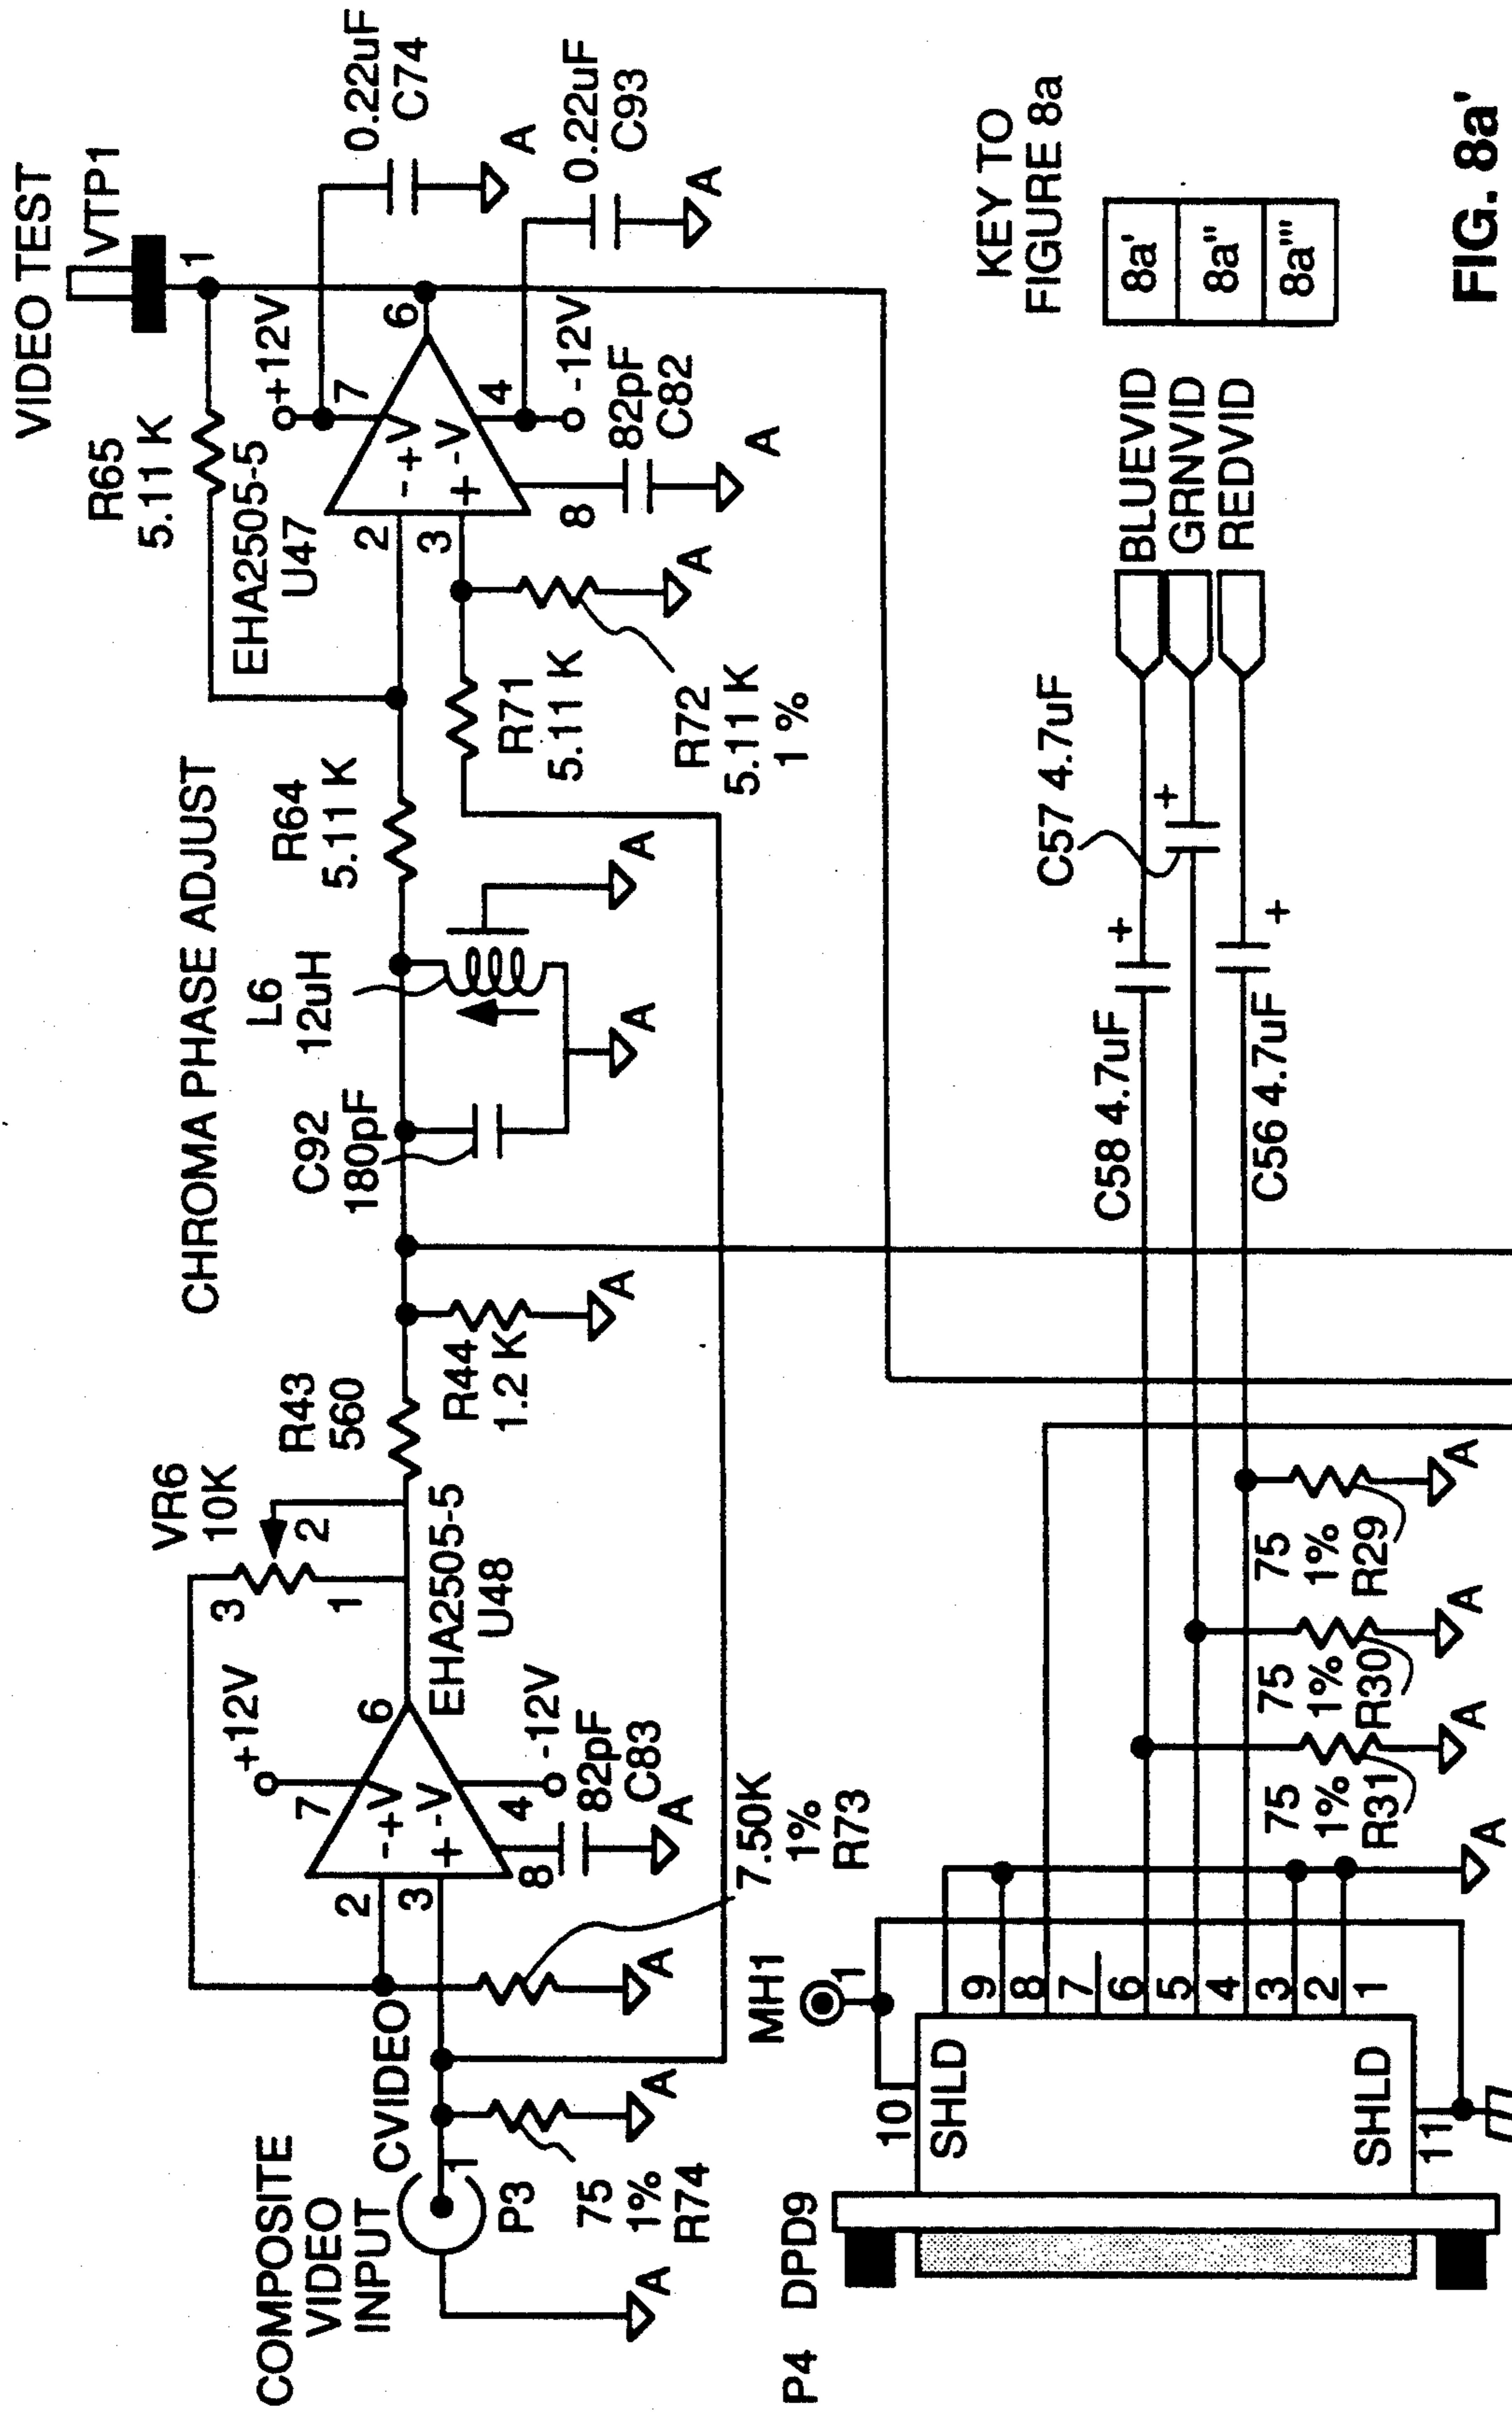 VIDEO TEST
VTP1
1
R65
5.11 K
+12V
0.22uF
C74
A
EHA2505-5
U47
7
2
- +V
6
3
+ -V
4
-12V
0.22uF
C93
A
8
82pF
C82
A
CHROMA PHASE ADJUST
R64
5.11 K
L6
12uH
C92
180pF
A
A
R71
5.11 K
R72
5.11 K
1 %
A
VR6
10K
3
2
1
R43
560
R44
1.2 K
A
+12V
7
2
- +V
6
3
+ -V
4
-12V
EHA2505-5
U48
8
82pF
C83
A
COMPOSITE
VIDEO
INPUT
CVIDEO
1
P3
75
1%
R74
A
A
A
7.50K
1%
R73
KEY TO
FIGURE 8a
8a'
8a"
8a'"
MH1
1
P4 DPD9
10
SHLD
SHLD
11
9
8
7
6
5
4
3
2
1
A
75
1%
R31
A
75
1%
R30
A
75
1%
R29
A
C58 4.7uF
+
C57 4.7uF
+
C56 4.7uF
+
BLUEVID
GRNVID
REDVID
FIG. 8a'